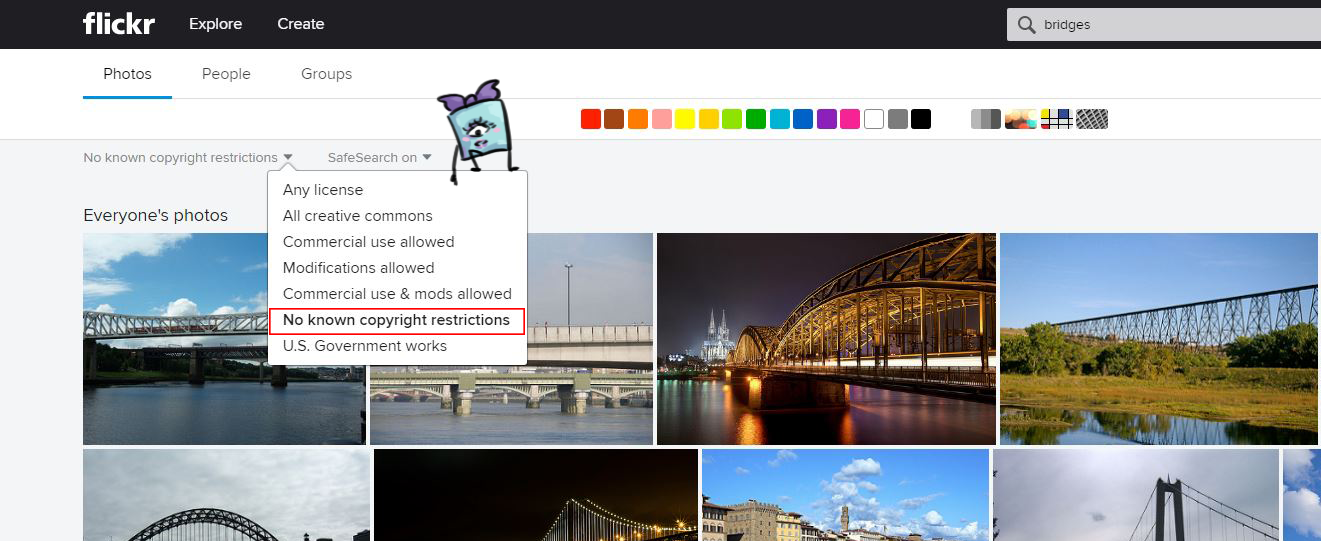 flickr
Explore
Create
bridges
Photos
People
Groups
No known copyright restrictions
SafeSearch on
Any license
All creative commons
Commercial use allowed
Modifications allowed
Commercial use & mods allowed
No known copyright restrictions
U.S. Government works
Everyone's photos